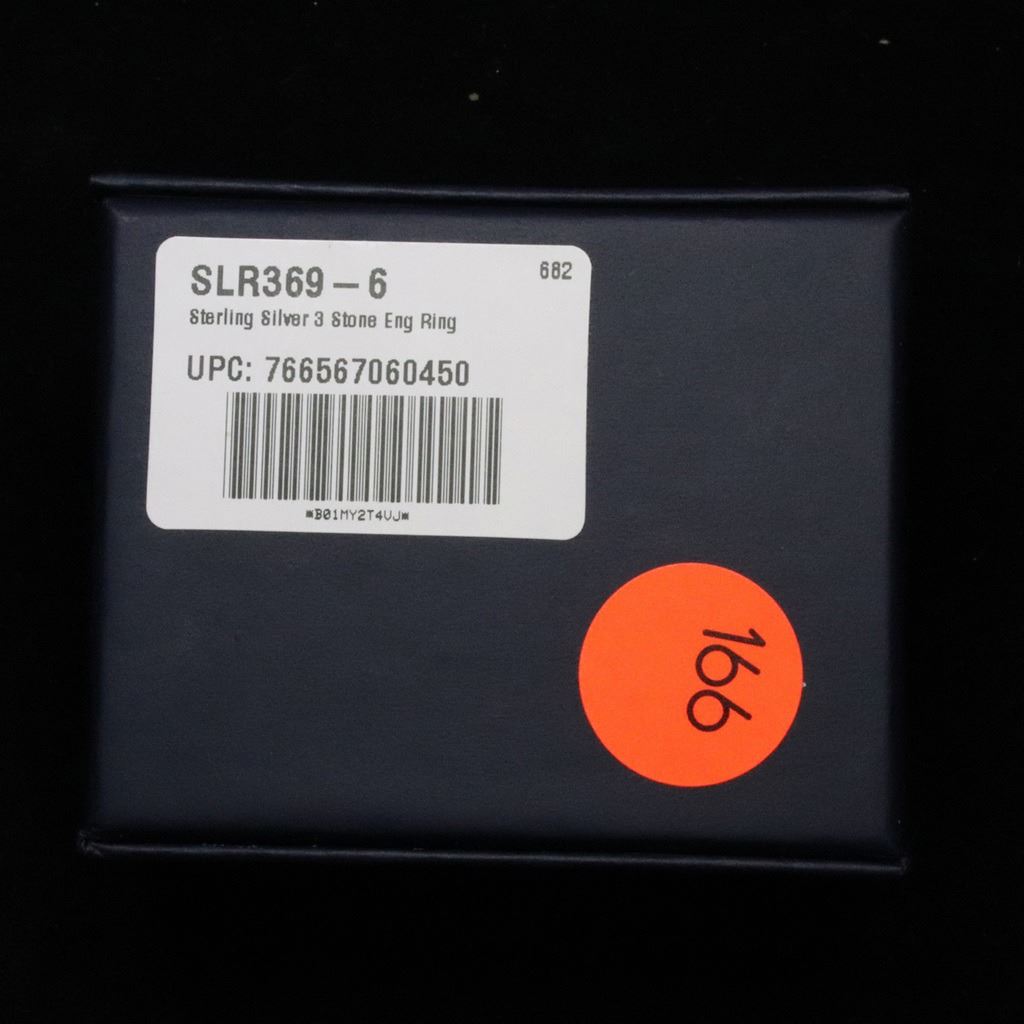 SLR369 – 6
682
Sterling Silver 3 Stone Eng Ring
UPC: 766567060450
*B01MY2T4VJ*
166